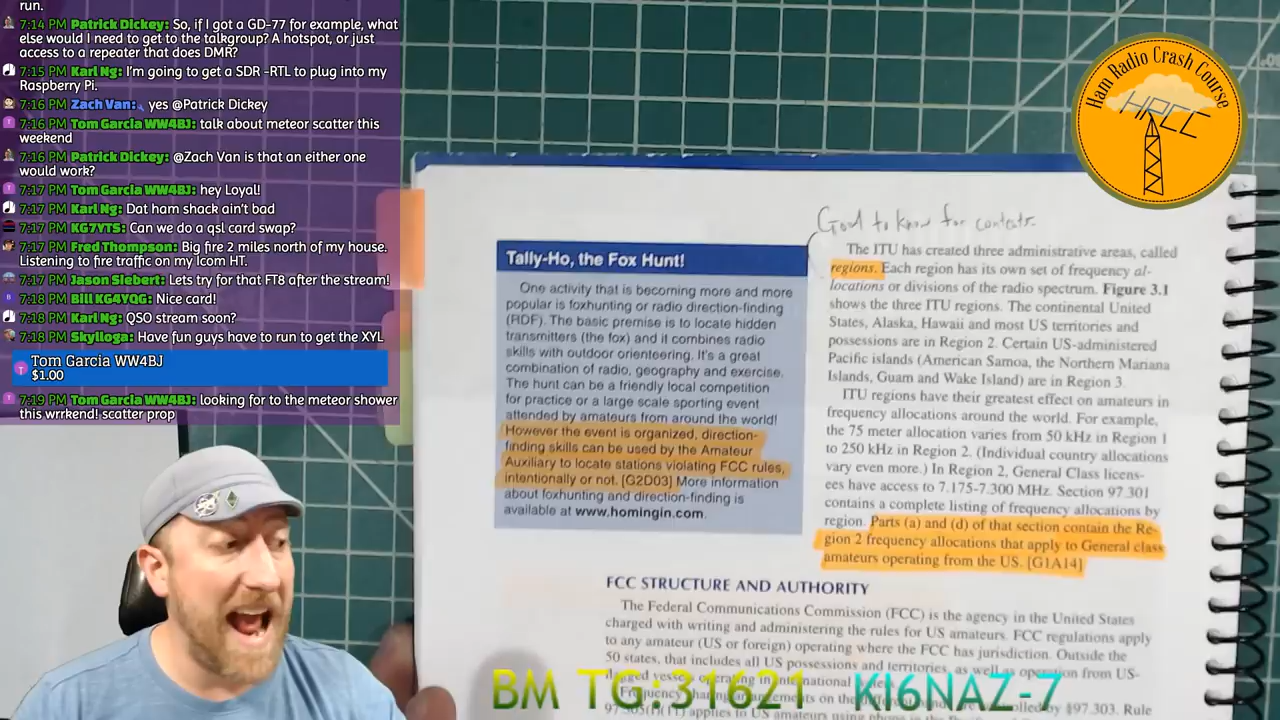 run.
7:14 PM Patrick Dickey: So, if I got a GD-77 for example, what
else would I need to get to the talkgroup? A hotspot, or just
access to a repeater that does DMR?
7:15 PM Karl Ng: I'm going to get a SDR -RTL to plug into my
Raspberry Pi.
7:16 PM Zach Van: yes @Patrick Dickey
7:16 PM Tom Garcia WW4BJ: talk about meteor scatter this
weekend
7:16 PM Patrick Dickey: @Zach Van is that an either one
would work?
7:17 PM Tom Garcia WW4BJ: hey Loyal!
7:17 PM Karl Ng: Dat ham shack ain't bad
7:17 PM KG7YTS: Can we do a qsl card swap?
7:17 PM Fred Thompson: Big fire 2 miles north of my house.
Listening to fire traffic on my Icom HT.
7:17 PM Jason Siebert: Lets try for that FT8 after the stream!
7:18 PM Bill KG4YQG: Nice card!
7:18 PM Karl Ng: QSO stream soon?
7:18 PM Skylloga: Have fun guys have to run to get the XYL
Tom Garcia WW4BJ
$1.00
7:19 PM Tom Garcia WW4BJ: looking for to the meteor shower
this wrrkend! scatter prop
Ham Radio Crash Course
HRCC
Good to know for contests.
Tally-Ho, the Fox Hunt!
One activity that is becoming more and more
popular is foxhunting or radio direction-finding
(RDF). The basic premise is to locate hidden
transmitters (the fox) and it combines radio
skills with outdoor orienteering. It's a great
combination of radio, geography and exercise.
The hunt can be a friendly local competition
for practice or a large scale sporting event
attended by amateurs from around the world!
However the event is organized, direction-
finding skills can be used by the Amateur
Auxiliary to locate stations violating FCC rules,
intentionally or not. [G2D03] More information
about foxhunting and direction-finding is
available at www.homingin.com.
The ITU has created three administrative areas, called
regions. Each region has its own set of frequency al-
locations or divisions of the radio spectrum. Figure 3.1
shows the three ITU regions. The continental United
States, Alaska, Hawaii and most US territories and
possessions are in Region 2. Certain US-administered
Pacific islands (American Samoa, the Northern Mariana
Islands, Guam and Wake Island) are in Region 3.
ITU regions have their greatest effect on amateurs in
frequency allocations around the world. For example,
the 75 meter allocation varies from 50 kHz in Region 1
to 250 kHz in Region 2. (Individual country allocations
vary even more.) In Region 2, General Class licens-
ees have access to 7.175-7.300 MHz. Section 97.301
contains a complete listing of frequency allocations by
region. Parts (a) and (d) of that section contain the Re-
gion 2 frequency allocations that apply to General class
amateurs operating from the US. [G1A14]
FCC STRUCTURE AND AUTHORITY
The Federal Communications Commission (FCC) is the agency in the United States
charged with writing and administering the rules for US amateurs. FCC regulations apply
to any amateur (US or foreign) operating where the FCC has jurisdiction. Outside the
50 states, that includes all US possessions and territories, as well as operation from US-
operating in
Frequency sharing arrangements on the by §97.303. Rule
applies to US amateurs using phone
BM TG:31621 KI6NAZ-7